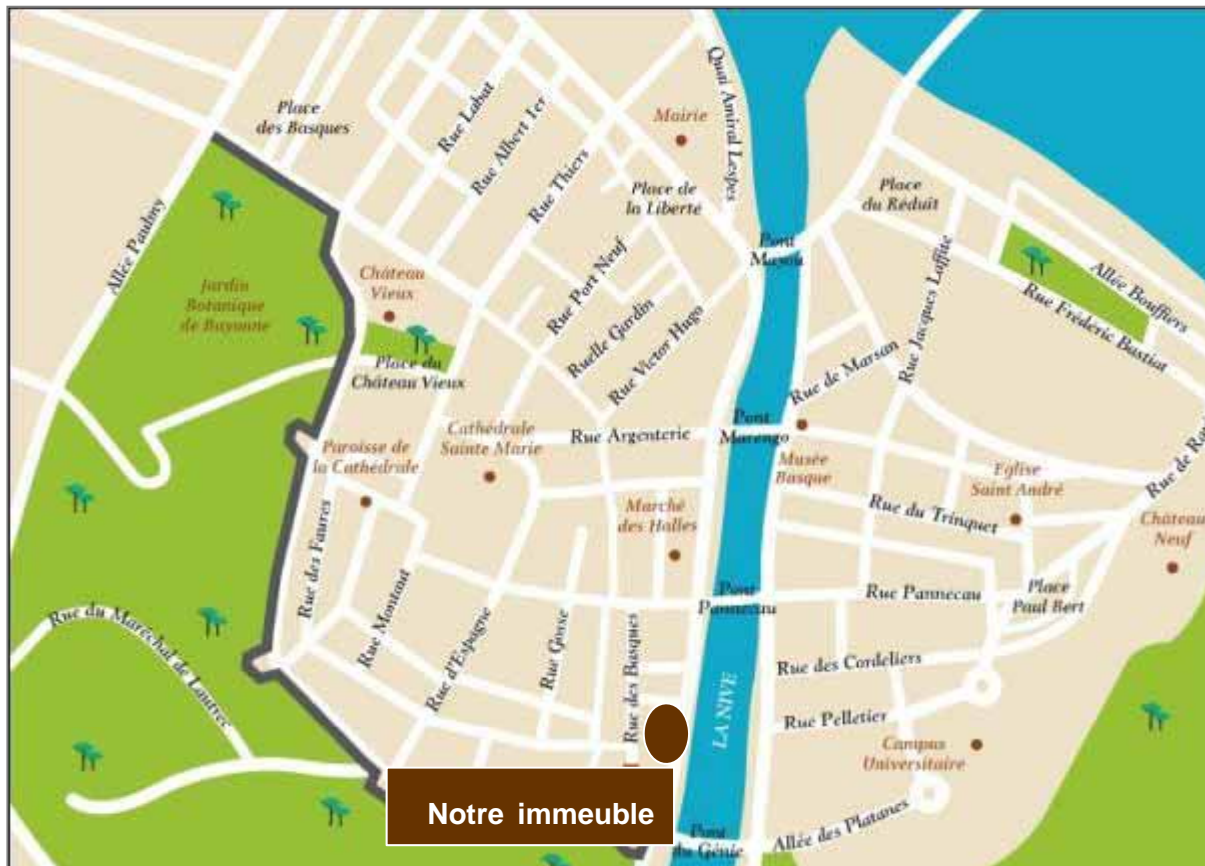 Quai Amiral Lespes
Mairie
Place
des Basques
Rue Labat
Rue Albert 1er
Rue Thiers
Place de
la Liberté
Place
du Réduit
Allée Paulmy
Pont
Mayou
Château
Vieux
Jardin
Botanique
de Bayonne
Rue Port Neuf
Ruelle Gardin
Rue Victor Hugo
Rue Jacques Laffite
Allée Boufflers
Rue Frédéric Bastiat
Place du
Château Vieux
Rue de Marsan
Paroisse de
la Cathédrale
Cathédrale
Sainte Marie
Rue Argenterie
Pont
Marengo
Musée
Basque
Eglise
Saint André
Marché
des Halles
Rue du Trinquet
Château
Neuf
Rue des Faures
Rue Montaut
Rue d'Espagne
Rue Gosse
Rue des Basques
Pont
Pannecau
Rue Pannecau
Place
Paul Bert
Rue du Maréchal de Lautrec
Rue des Cordeliers
LA NIVE
Rue Pelletier
Campus
Universitaire
Notre immeuble
Pont
du Génie
Allée des Platanes